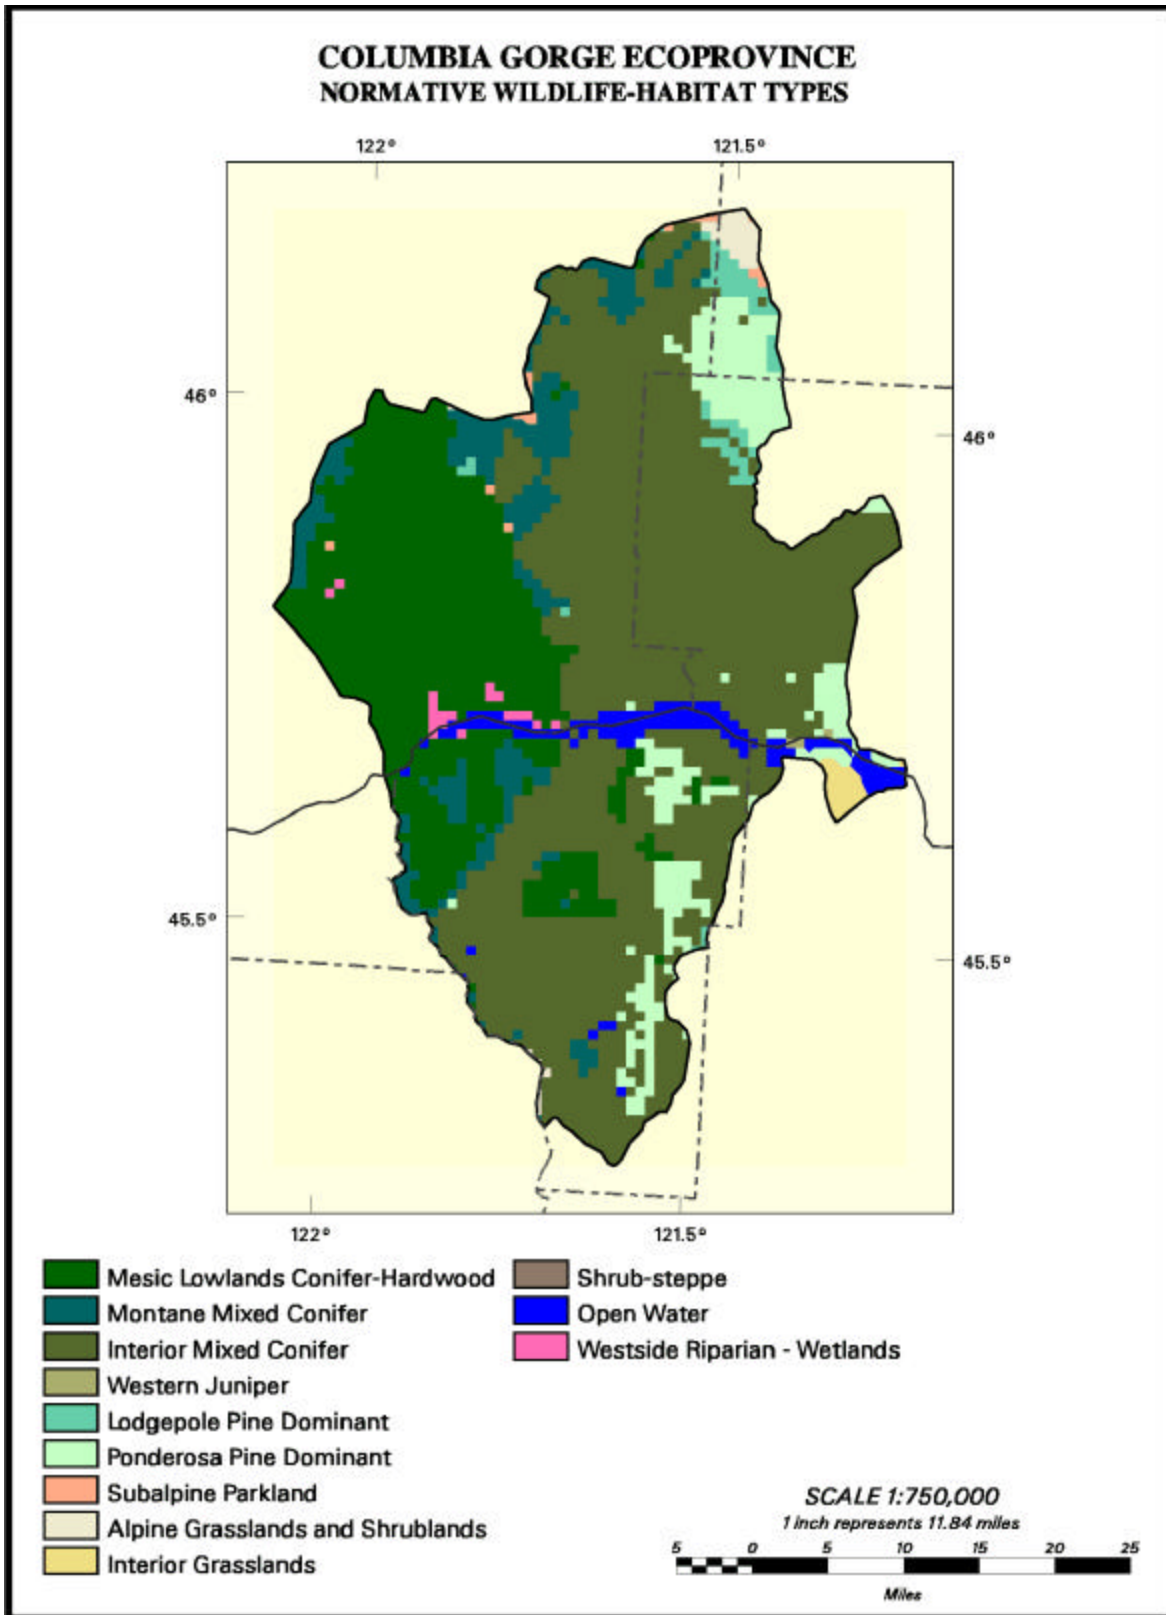 COLUMBIA GORGE ECOPROVINCE
NORMATIVE WILDLIFE-HABITAT TYPES
122° 121.5°
46°
46°
45.5°
45.5°
122° 121.5°
Mesic Lowlands Conifer-Hardwood
Montane Mixed Conifer
Interior Mixed Conifer
Western Juniper
Lodgepole Pine Dominant
Ponderosa Pine Dominant
Subalpine Parkland
Alpine Grasslands and Shrublands
Interior Grasslands
Shrub-steppe
Open Water
Westside Riparian - Wetlands
SCALE 1:750,000
1 inch represents 11.84 miles
5 0 5 10 15 20 25
Miles